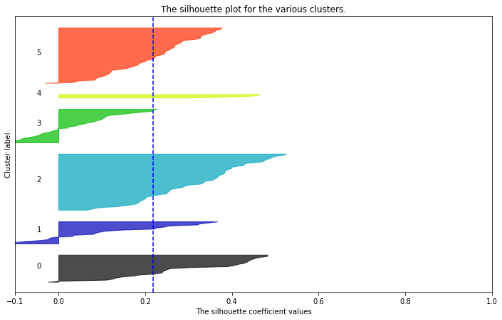 The silhouette plot for the various clusters.
5
4
3
2
1
0
Cluster label
−0.1 0.0 0.2 0.4 0.6 0.8 1.0
The silhouette coefficient values